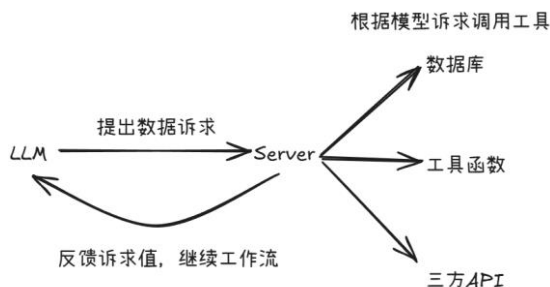 根据模型诉求调用工具
数据库
提出数据诉求
LLM
Server
工具函数
反馈诉求值，继续工作流
三方API